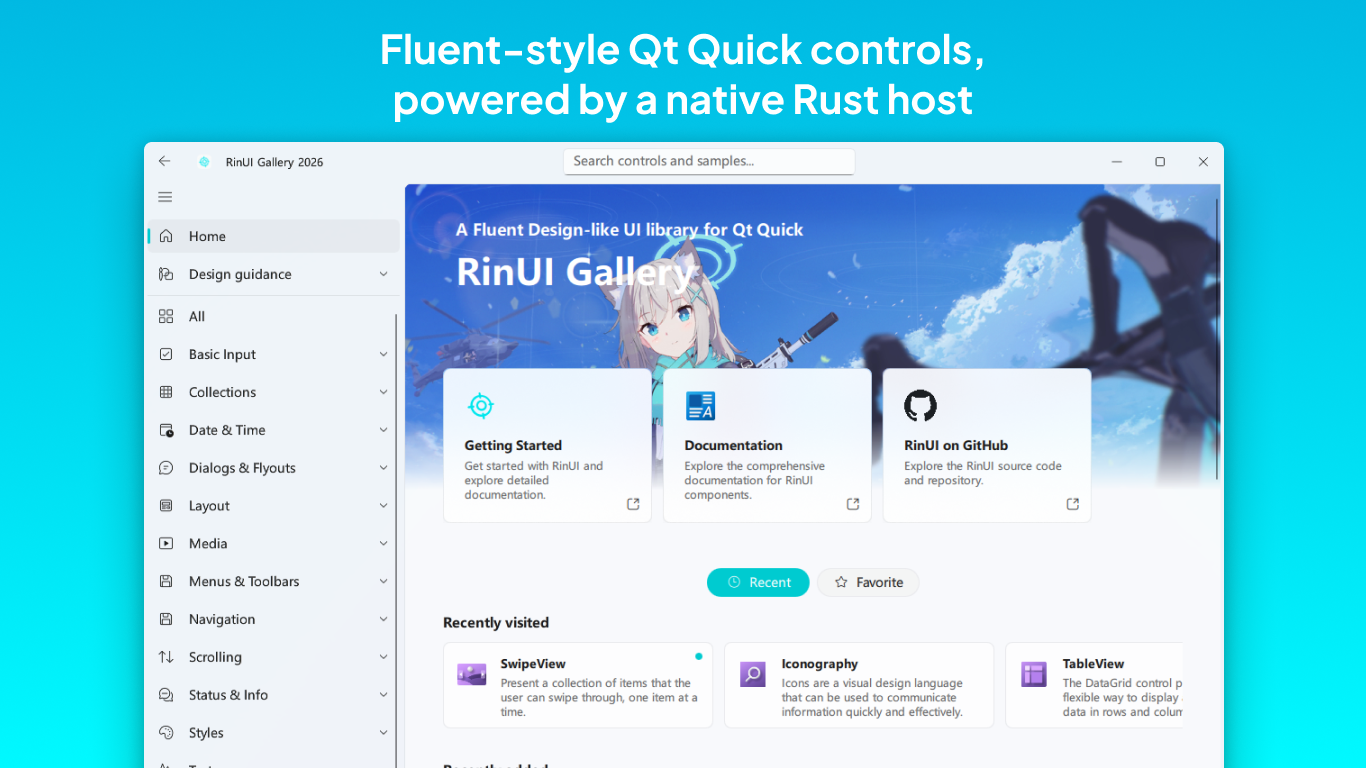 Fluent-style Qt Quick controls,
powered by a native Rust host
RinUI Gallery 2026
Search controls and samples...
Home
Design guidance
All
Basic Input
Collections
Date & Time
Dialogs & Flyouts
Layout
Media
Menus & Toolbars
Navigation
Scrolling
Status & Info
Styles
A Fluent Design-like UI library for Qt Quick
RinUI Gallery
Getting Started
Get started with RinUI and
explore detailed
documentation.
Documentation
Explore the comprehensive
documentation for RinUI
components.
RinUI on GitHub
Explore the RinUI source code
and repository.
Recent
Favorite
Recently visited
SwipeView
Present a collection of items that the
user can swipe through, one item at a
time.
Iconography
Icons are a visual design language
that can be used to communicate
information quickly and effectively.
TableView
The DataGrid control
flexible way to display
data in rows and
Recently added